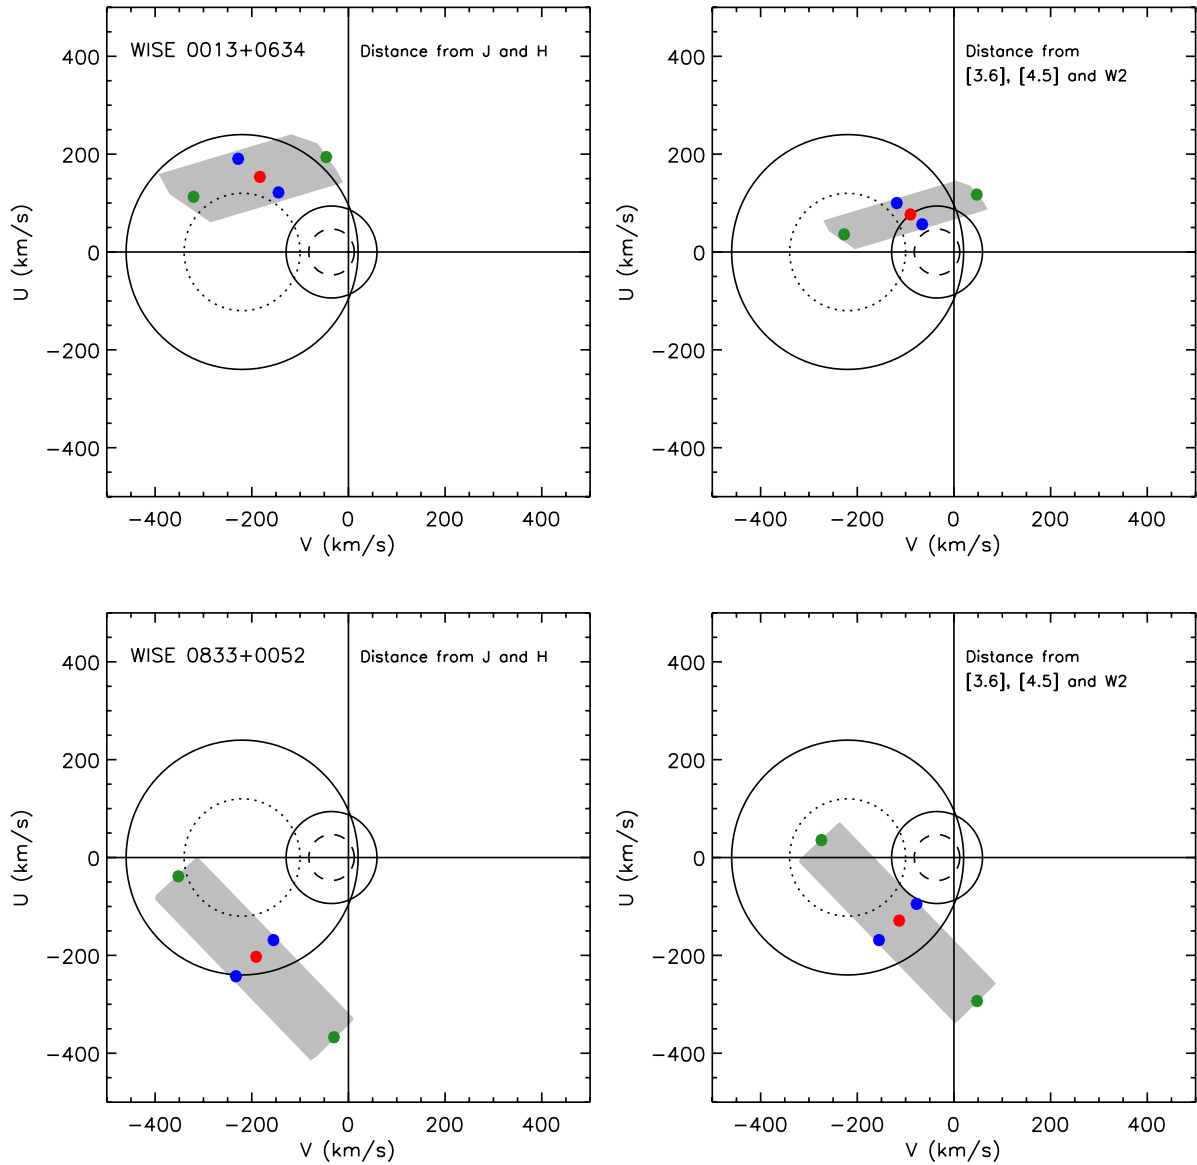 WISE 0013+0634
Distance from J and H
400
200
0
−200
−400
U (km/s)
−400 −200 0 200 400
V (km/s)
Distance from
[3.6], [4.5] and W2
400
200
0
−200
−400
U (km/s)
−400 −200 0 200 400
V (km/s)
WISE 0833+0052
Distance from J and H
400
200
0
−200
−400
U (km/s)
−400 −200 0 200 400
V (km/s)
Distance from
[3.6], [4.5] and W2
400
200
0
−200
−400
U (km/s)
−400 −200 0 200 400
V (km/s)